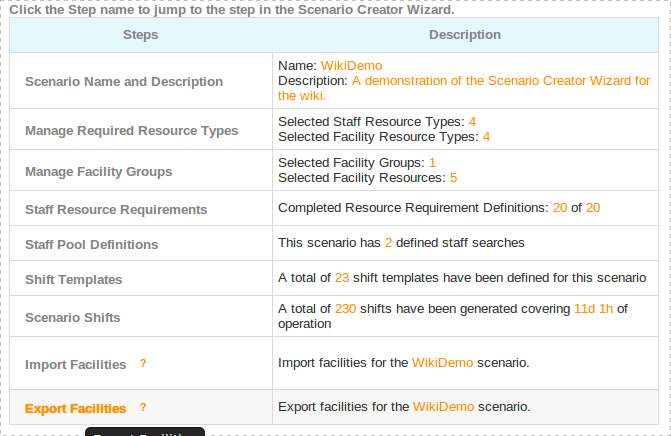 Click the Step name to jump to the step in the Scenario Creator Wizard.
Steps Description
Scenario Name and Description
Name: WikiDemo
Description: A demonstration of the Scenario Creator Wizard for
the wiki.
Manage Required Resource Types
Selected Staff Resource Types: 4
Selected Facility Resource Types: 4
Manage Facility Groups
Selected Facility Groups: 1
Selected Facility Resources: 5
Staff Resource Requirements
Completed Resource Requirement Definitions: 20 of 20
Staff Pool Definitions
This scenario has 2 defined staff searches
Shift Templates
A total of 23 shift templates have been defined for this scenario
Scenario Shifts
A total of 230 shifts have been generated covering 11d 1h of
operation
Import Facilities ?
Import facilities for the WikiDemo scenario.
Export Facilities ?
Export facilities for the WikiDemo scenario.